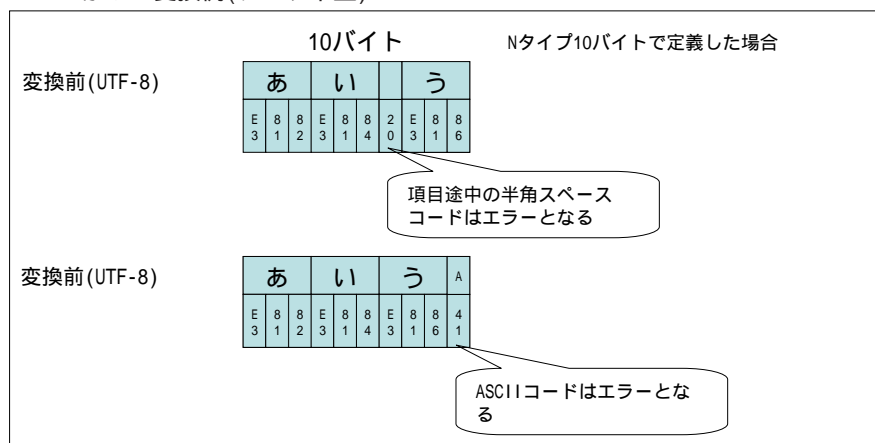 10バイト
Nタイプ10バイトで定義した場合
変換前(UTF-8)
あ い う
E3 81 82 E3 81 84 20 E3 81 86
項目途中の半角スペース
コードはエラーとなる
変換前(UTF-8)
あ い う A
E3 81 82 E3 81 84 E3 81 86 41
ASCIIコードはエラーとな
る